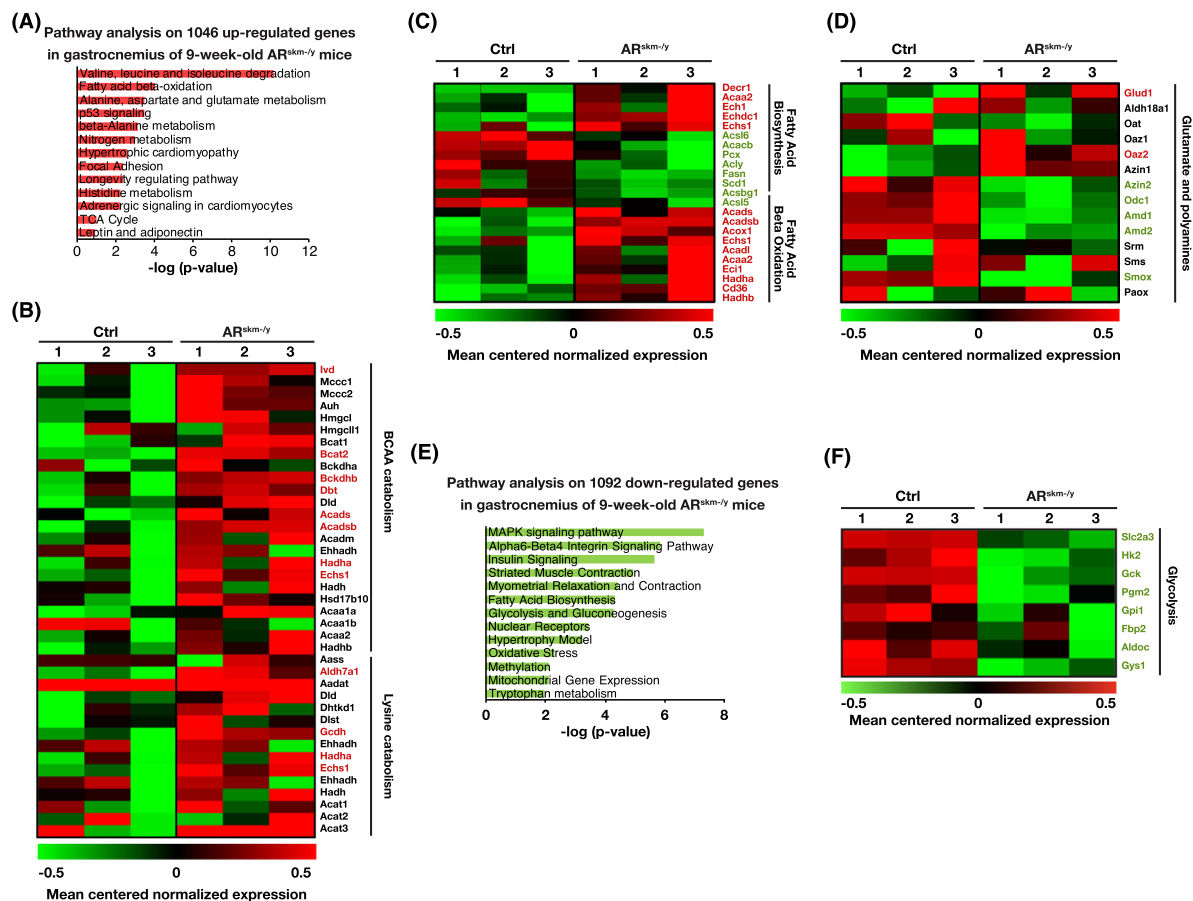 (A)
Pathway analysis on 1046 up-regulated genes
in gastrocnemius of 9-week-old ARskm-/y mice
Valine, leucine and isoleucine degradation
Fatty acid beta-oxidation
Alanine, aspartate and glutamate metabolism
p53 signaling
beta-Alanine metabolism
Nitrogen metabolism
Hypertrophic cardiomyopathy
Focal Adhesion
Longevity regulating pathway
Histidine metabolism
Adrenergic signaling in cardiomyocytes
TCA Cycle
Leptin and adiponectin
0 2 4 6 8 10 12
-log (p-value)
(B)
Ctrl ARskm-/y
1 2 3 1 2 3
Ivd
Mccc1
Mccc2
Auh
Hmgcl
Hmgcll1
Bcat1
Bcat2
Bckdha
Bckdhb
Dbt
Dld
Acads
Acadsb
Acadm
Ehhadh
Hadha
Echs1
Hadh
Hsd17b10
Acaa1a
Acaa1b
Acaa2
Hadhb
Aass
Aldh7a1
Aadat
Dld
Dhtkd1
Dlst
Gcdh
Ehhadh
Hadha
Echs1
Ehhadh
Hadh
Acat1
Acat2
Acat3
BCAA catabolism
Lysine catabolism
-0.5 0 0.5
Mean centered normalized expression
(C)
Ctrl ARskm-/y
1 2 3 1 2 3
Decr1
Acaa2
Ech1
Echdc1
Echs1
Acsl6
Acacb
Pcx
Acly
Fasn
Scd1
Acsbg1
Acsl5
Acads
Acadsb
Acox1
Echs1
Acadl
Acaa2
Eci1
Hadha
Cd36
Hadhb
Fatty Acid
Biosynthesis
Fatty Acid
Beta Oxidation
-0.5 0 0.5
Mean centered normalized expression
(D)
Ctrl ARskm-/y
1 2 3 1 2 3
Glud1
Aldh18a1
Oat
Oaz1
Oaz2
Azin1
Azin2
Odc1
Amd1
Amd2
Srm
Sms
Smox
Paox
Glutamate and polyamines
-0.5 0 0.5
Mean centered normalized expression
(E)
Pathway analysis on 1092 down-regulated genes
in gastrocnemius of 9-week-old ARskm-/y mice
MAPK signaling pathway
Alpha6-Beta4 Integrin Signaling Pathway
Insulin Signaling
Striated Muscle Contraction
Myometrial Relaxation and Contraction
Fatty Acid Biosynthesis
Glycolysis and Gluconeogenesis
Nuclear Receptors
Hypertrophy Model
Oxidative Stress
Methylation
Mitochondrial Gene Expression
Tryptophan metabolism
0 2 4 6 8
-log (p-value)
(F)
Ctrl ARskm-/y
1 2 3 1 2 3
Slc2a3
Hk2
Gck
Pgm2
Gpi1
Fbp2
Aldoc
Gys1
Glycolysis
-0.5 0 0.5
Mean centered normalized expression